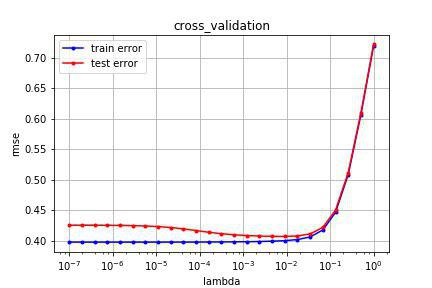 cross_validation
train error
test error
rmse
0.70
0.65
0.60
0.55
0.50
0.45
0.40
10⁻⁷ 10⁻⁶ 10⁻⁵ 10⁻⁴ 10⁻³ 10⁻² 10⁻¹ 10⁰
lambda